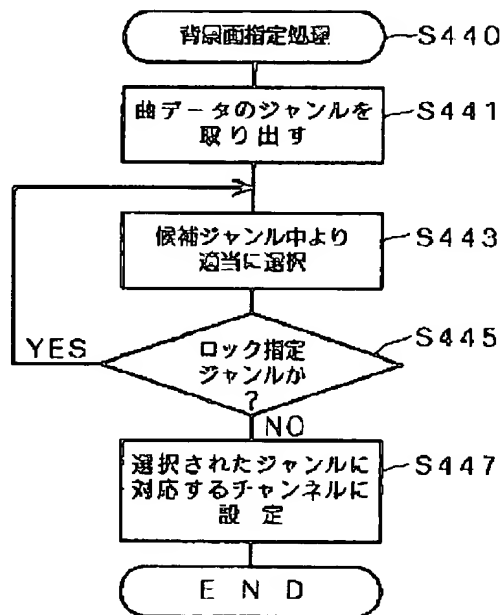 背景画指定処理
S440
曲データのジャンルを
取り出す
S441
候補ジャンル中より
適当に選択
S443
ロック指定
ジャンルか
?
S445
YES
NO
選択されたジャンルに
対応するチャンネルに
設 定
S447
E N D